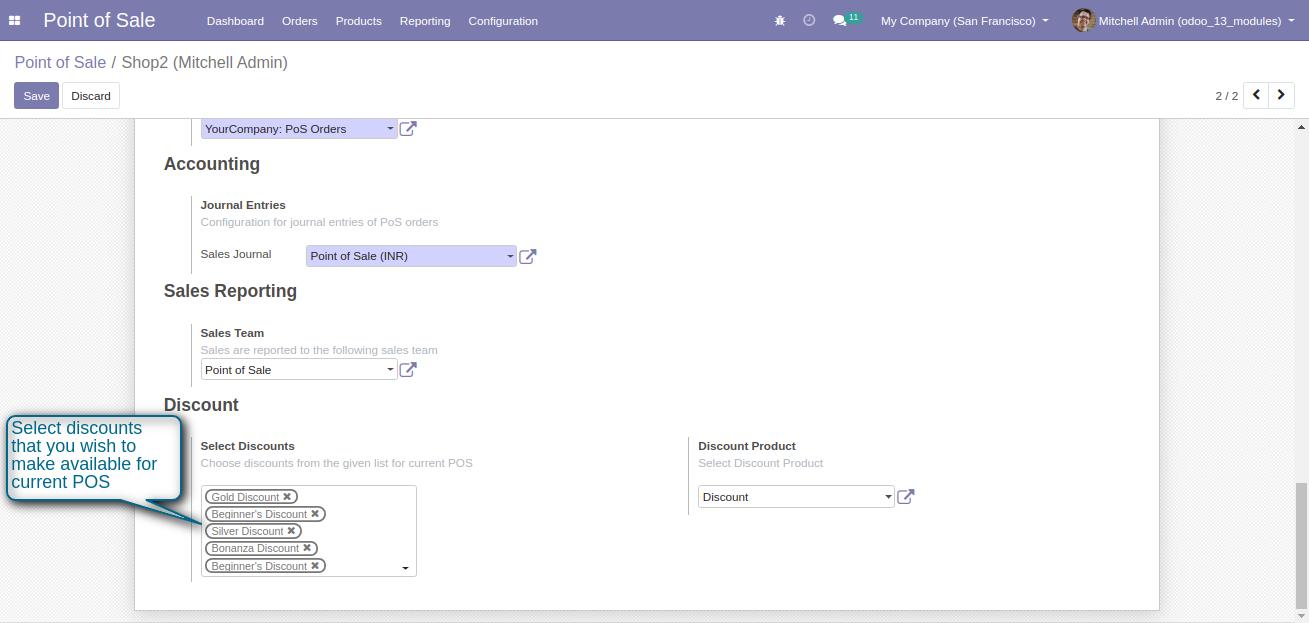 Point of Sale
Dashboard
Orders
Products
Reporting
Configuration
11
My Company (San Francisco)
Mitchell Admin (odoo_13_modules)
Point of Sale / Shop2 (Mitchell Admin)
Save
Discard
2 / 2
YourCompany: PoS Orders
Accounting
Journal Entries
Configuration for journal entries of PoS orders
Sales Journal
Point of Sale (INR)
Sales Reporting
Sales Team
Sales are reported to the following sales team
Point of Sale
Discount
Select discounts
that you wish to
make available for
current POS
Select Discounts
Choose discounts from the given list for current POS
Gold Discount
Beginner's Discount
Silver Discount
Bonanza Discount
Beginner's Discount
Discount Product
Select Discount Product
Discount